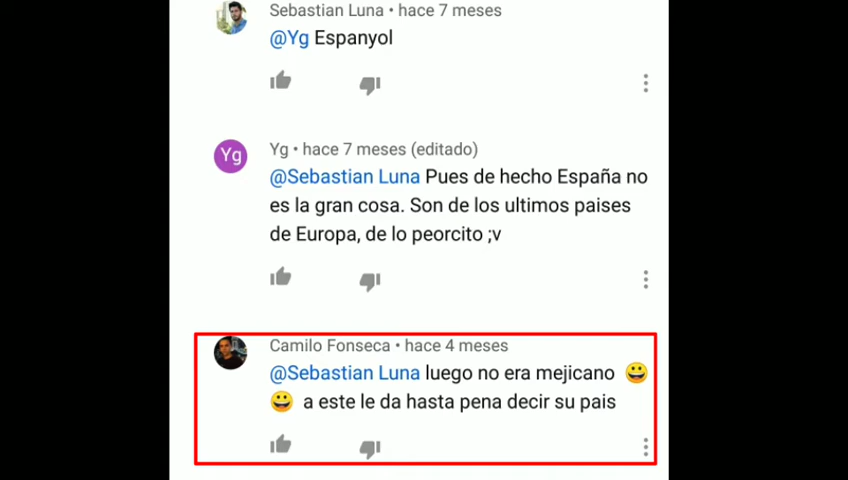 Sebastian Luna • hace 7 meses
@Yg Espanyol
Yg
Yg • hace 7 meses (editado)
@Sebastian Luna Pues de hecho España no
es la gran cosa. Son de los ultimos paises
de Europa, de lo peorcito ;v
Camilo Fonseca • hace 4 meses
@Sebastian Luna luego no era mejicano 😀
😀 a este le da hasta pena decir su pais